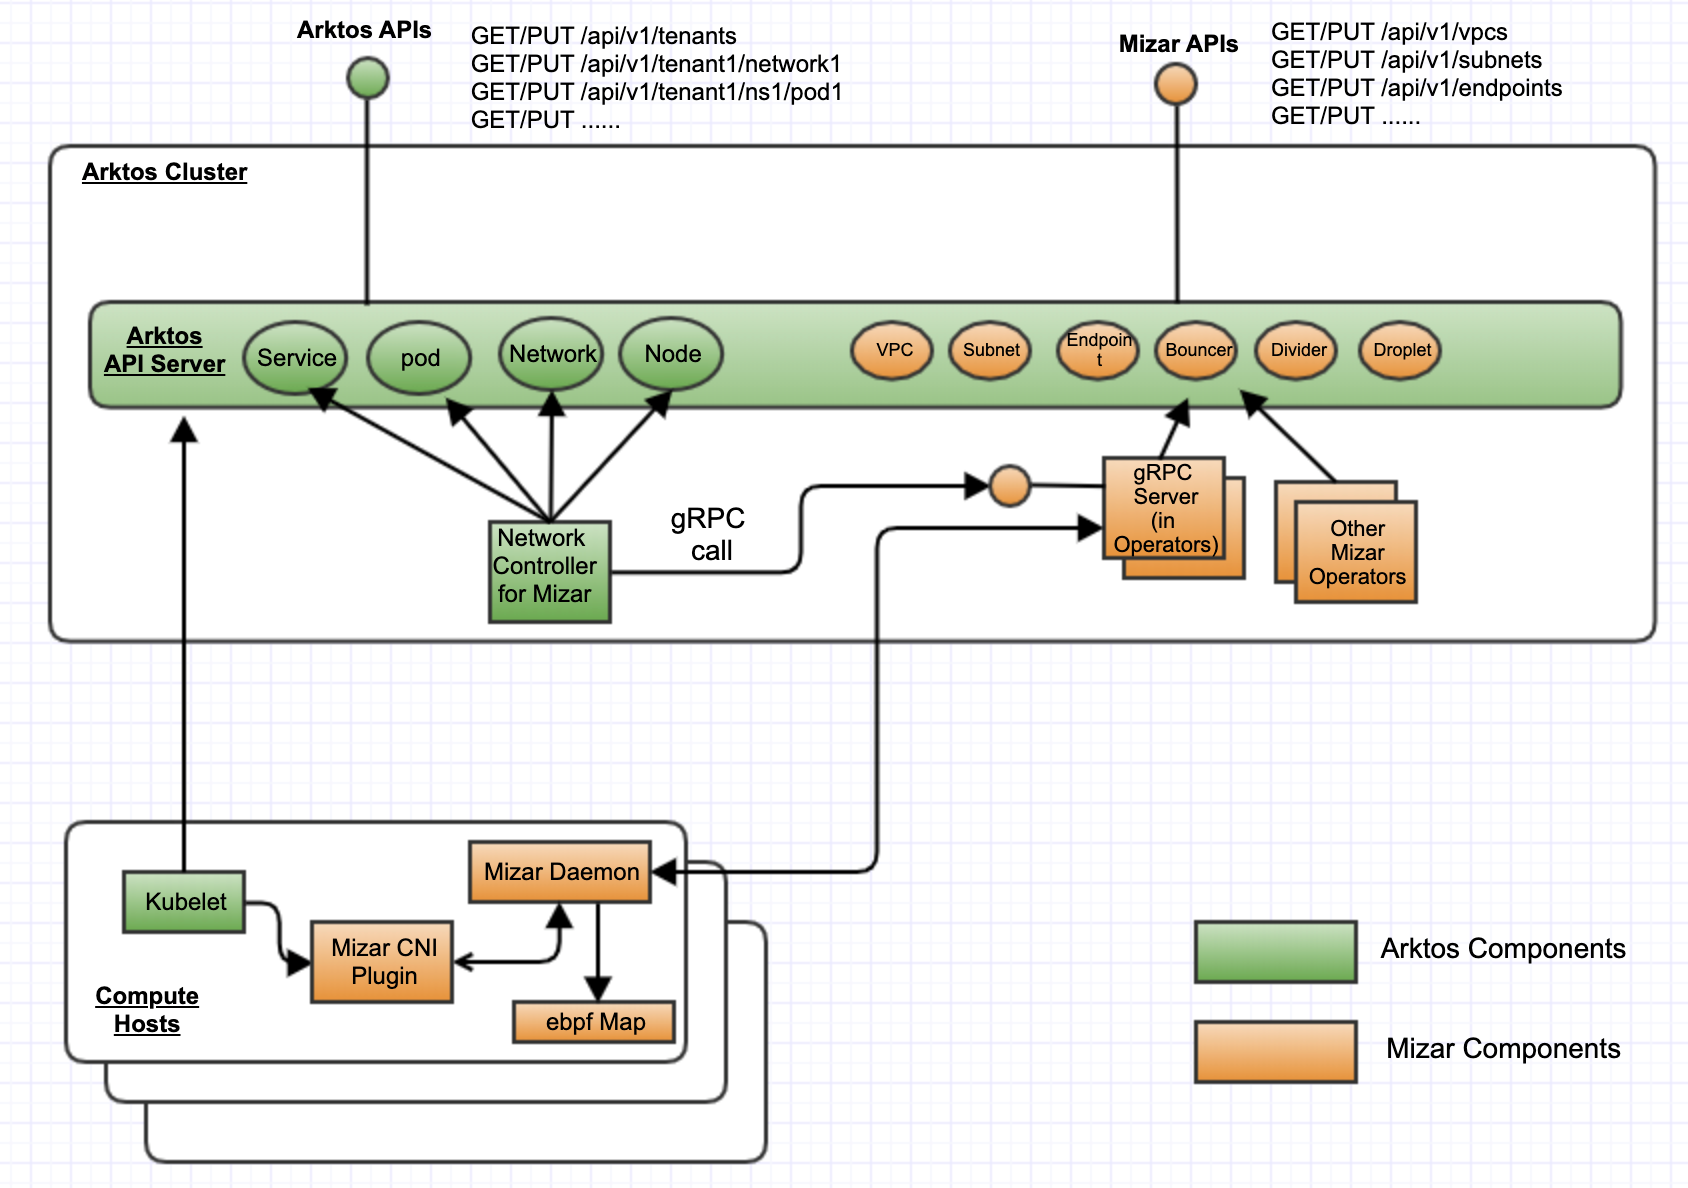 Arktos APIs
GET/PUT /api/v1/tenants
GET/PUT /api/v1/tenant1/network1
GET/PUT /api/v1/tenant1/ns1/pod1
GET/PUT ......
Mizar APIs
GET/PUT /api/v1/vpcs
GET/PUT /api/v1/subnets
GET/PUT /api/v1/endpoints
GET/PUT ......
Arktos Cluster
Arktos
API Server
Service
pod
Network
Node
VPC
Subnet
Endpoin
t
Bouncer
Divider
Droplet
Network
Controller
for Mizar
gRPC
call
gRPC
Server
(in
Operators)
Other
Mizar
Operators
Kubelet
Mizar Daemon
Mizar CNI
Plugin
ebpf Map
Compute
Hosts
Arktos Components
Mizar Components